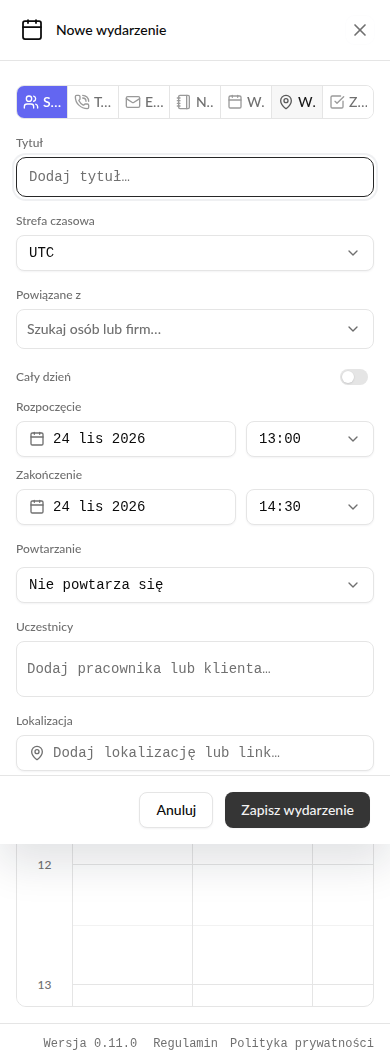 Nowe wydarzenie
S… T… E… N.. W. W. Z…
Tytuł
Dodaj tytuł…
Strefa czasowa
UTC
Powiązane z
Szukaj osób lub firm…
Cały dzień
Rozpoczęcie
24 lis 2026 13:00
Zakończenie
24 lis 2026 14:30
Powtarzanie
Nie powtarza się
Uczestnicy
Dodaj pracownika lub klienta…
Lokalizacja
Dodaj lokalizację lub link…
Anuluj Zapisz wydarzenie
12
13
Wersja 0.11.0 Regulamin Polityka prywatności